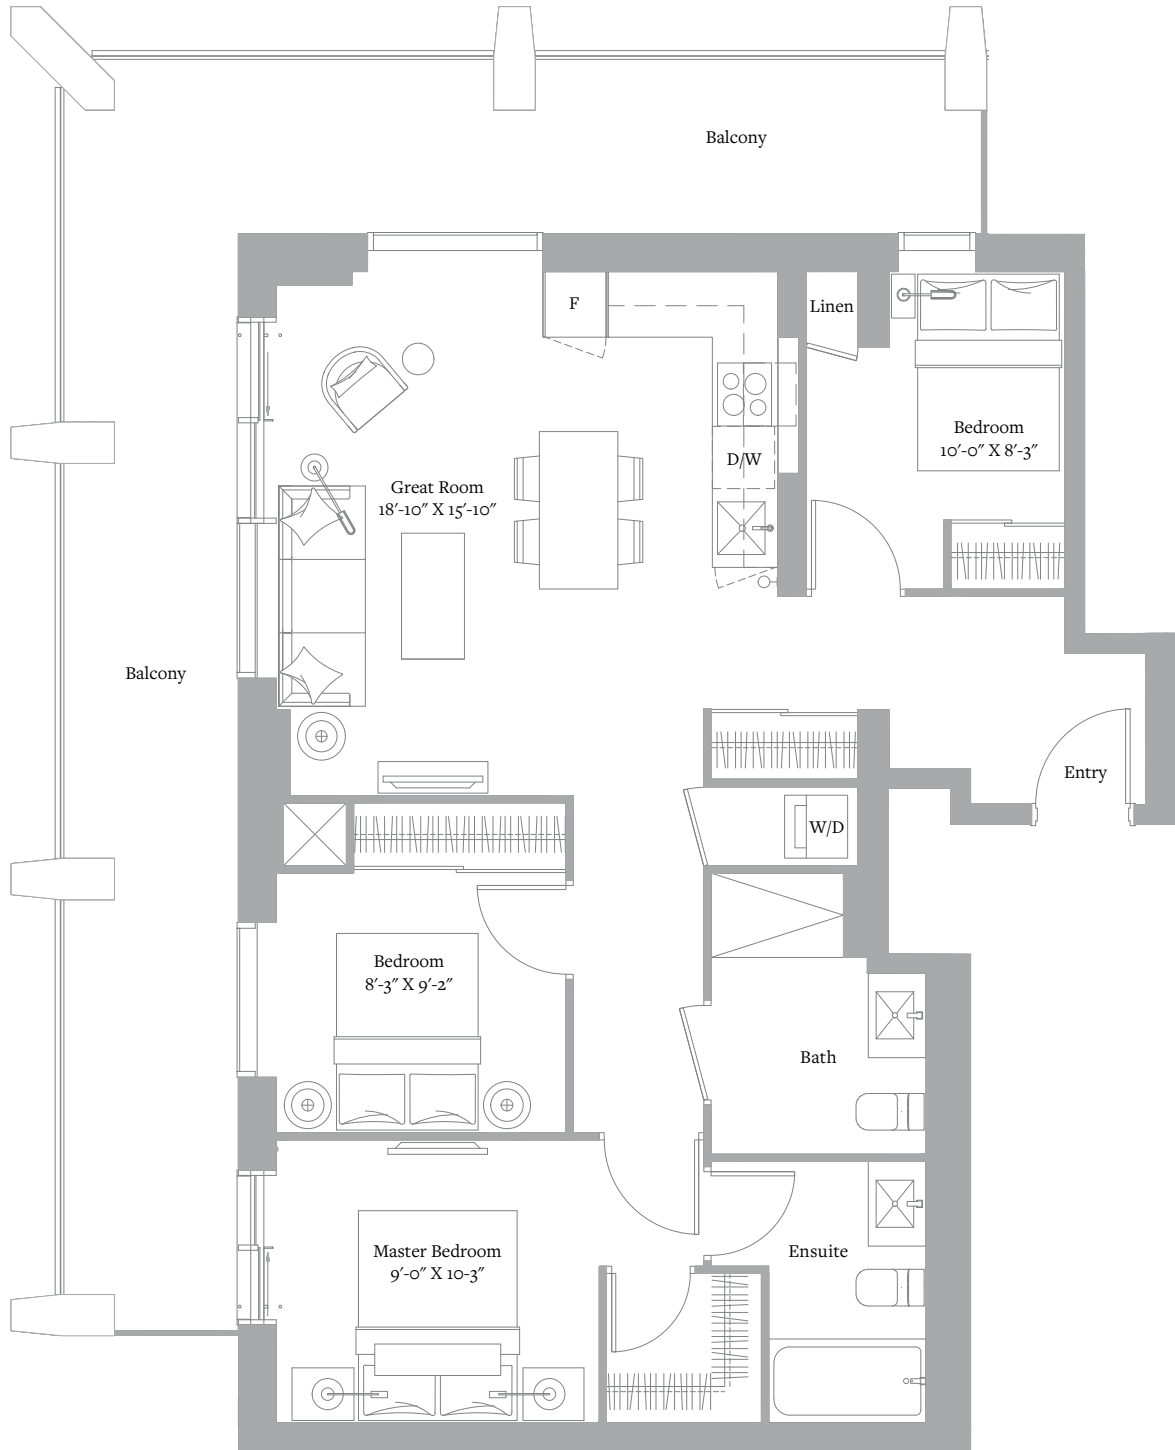 Balcony
F
Linen
Bedroom
10′-0″ X 8′-3″
D/W
Great Room
18′-10″ X 15′-10″
Balcony
Entry
W/D
Bedroom
8′-3″ X 9′-2″
Bath
Master Bedroom
9′-0″ X 10-3″
Ensuite